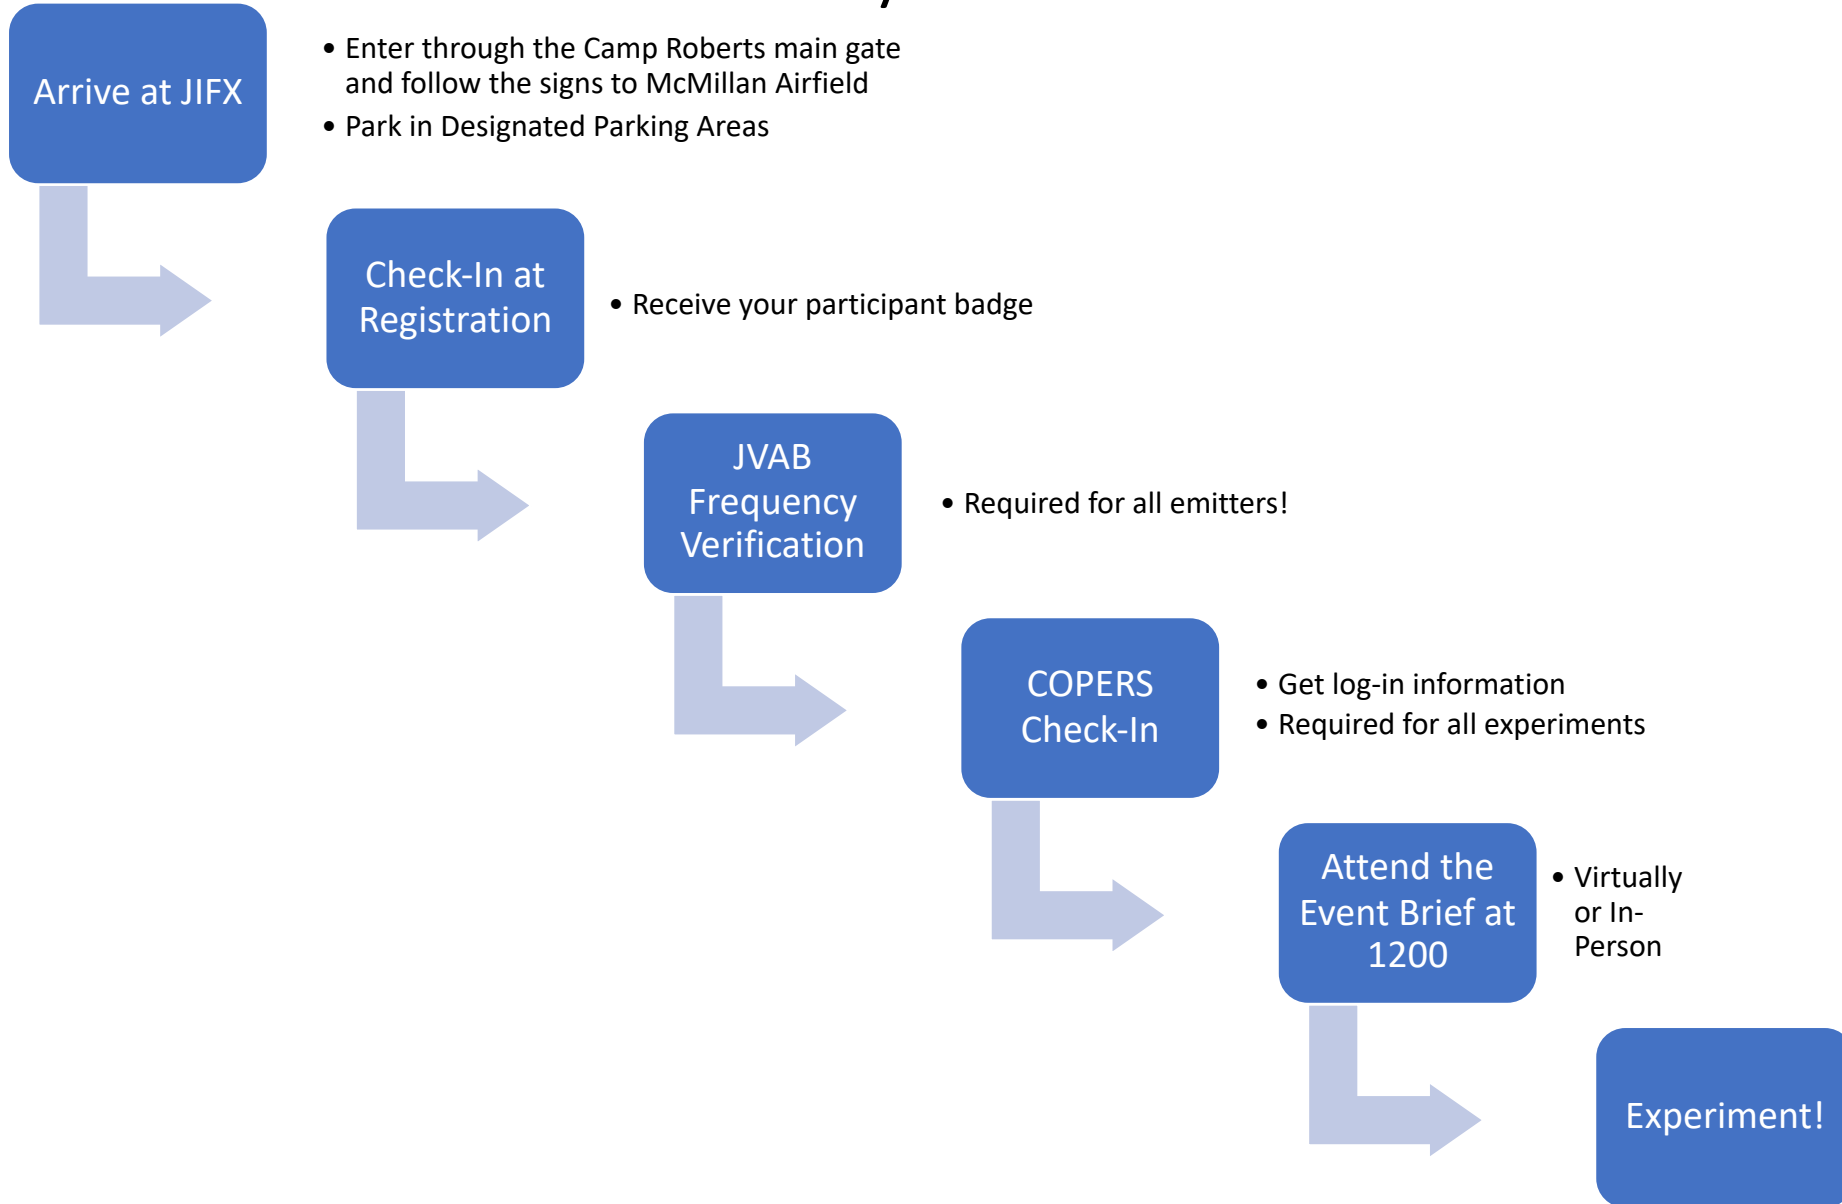 Arrive at JIFX
• Enter through the Camp Roberts main gate
and follow the signs to McMillan Airfield
• Park in Designated Parking Areas
Check-In at
Registration
• Receive your participant badge
JVAB
Frequency
Verification
• Required for all emitters!
COPERS
Check-In
• Get log-in information
• Required for all experiments
Attend the
Event Brief at
1200
• Virtually
or In-
Person
Experiment!